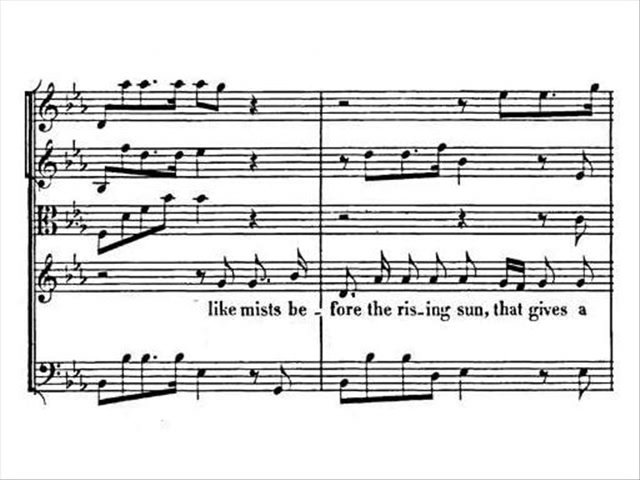 like mists be - fore the ris-ing sun, that gives a